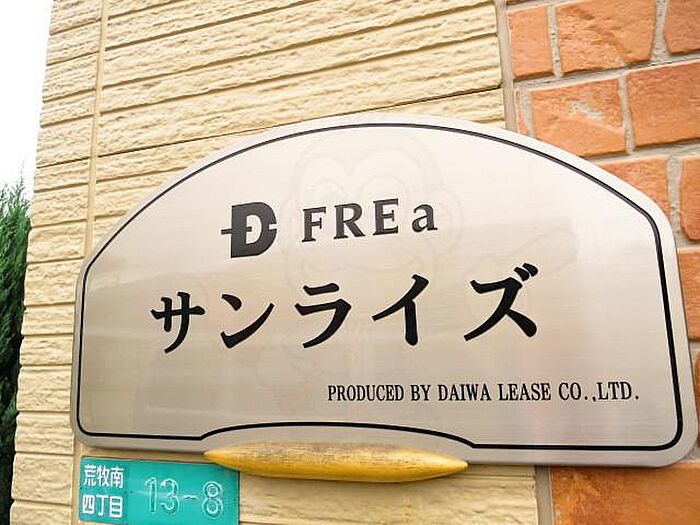 Đ FREa
サンライズ
PRODUCED BY DAIWA LEASE CO.,LTD.
荒牧南
四丁目
13-8